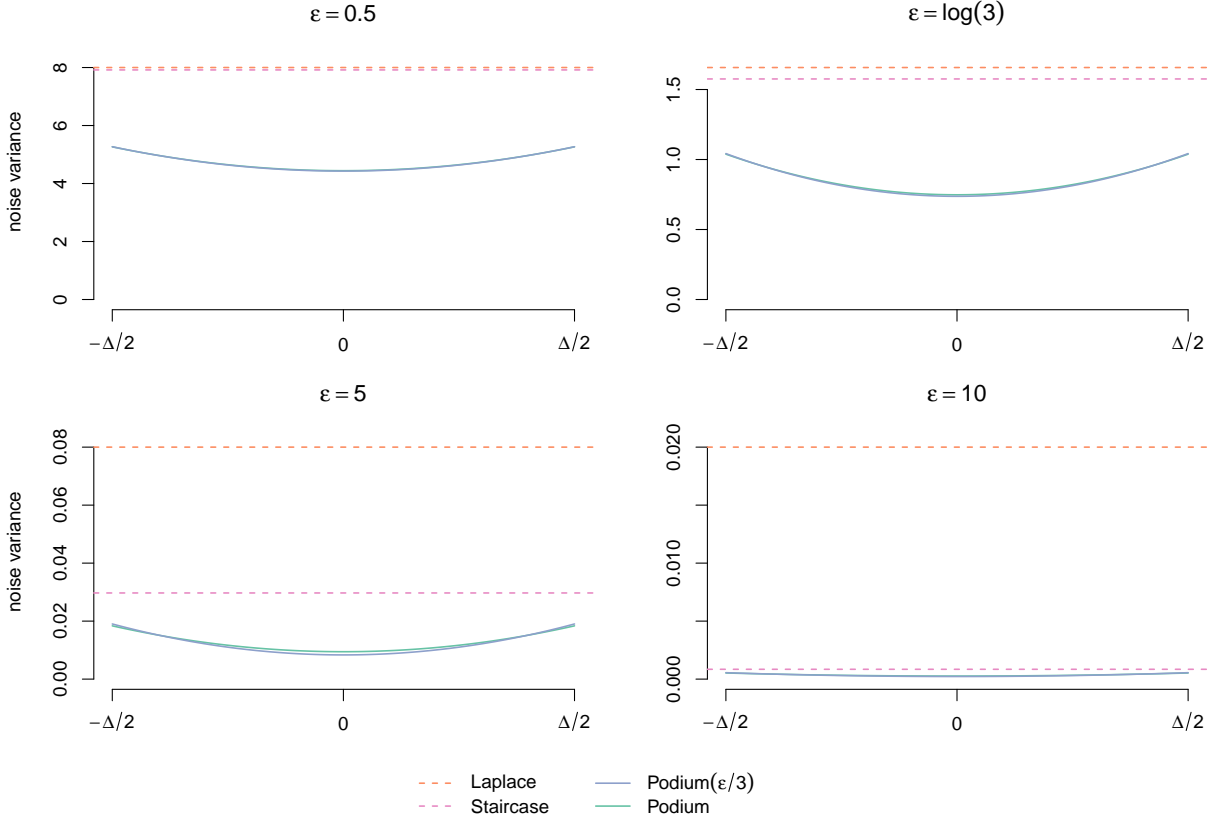 ε = 0.5
noise variance
0
2
4
6
8
−Δ/2
0
Δ/2
ε = log(3)
0.0
0.5
1.0
1.5
−Δ/2
0
Δ/2
ε = 5
noise variance
0.00
0.02
0.04
0.06
0.08
−Δ/2
0
Δ/2
ε = 10
0.000
0.010
0.020
−Δ/2
0
Δ/2
Laplace
Staircase
Podium(ε/3)
Podium